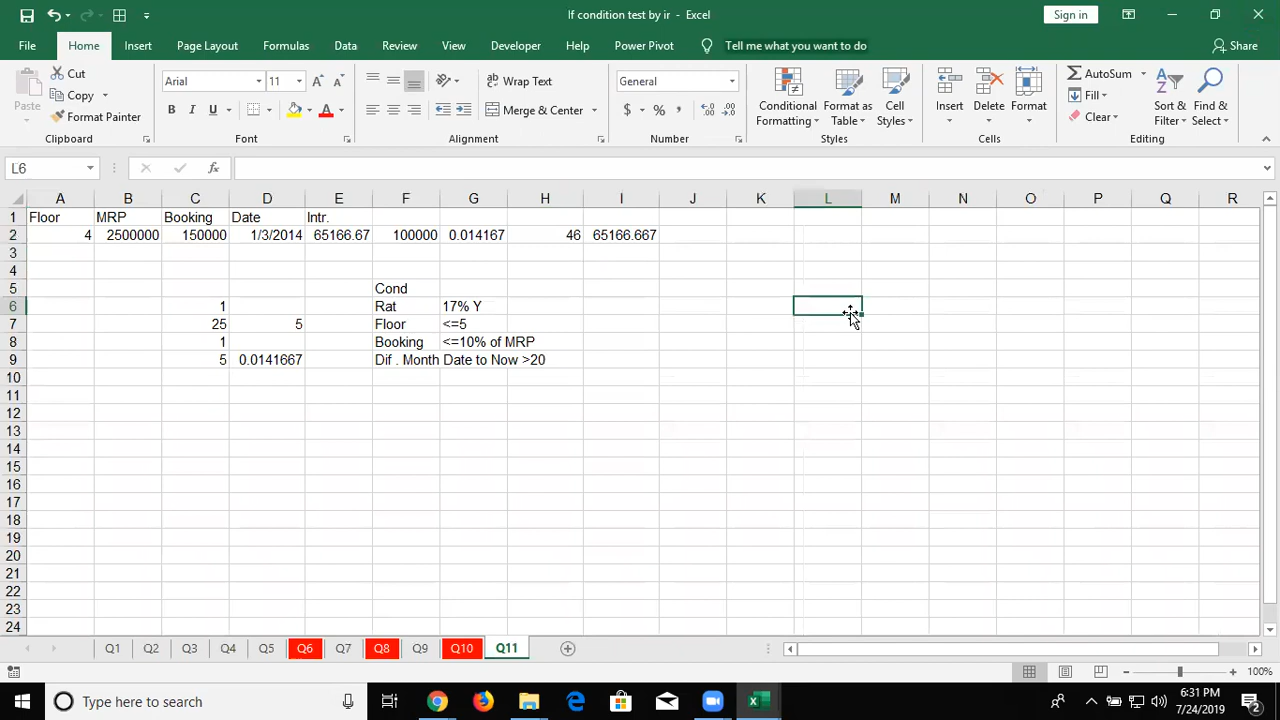 If condition test by ir - Excel
Sign in
File Home Insert Page Layout Formulas Data Review View Developer Help Power Pivot Tell me what you want to do Share
Paste
Cut
Copy
Format Painter
Clipboard
Arial 11
B I U
Font
Wrap Text
Merge & Center
Alignment
General
$ %
Number
Conditional Formatting
Format as Table
Cell Styles
Styles
Insert Delete Format
Cells
AutoSum
Fill
Clear
Sort & Filter
Find & Select
Editing
L6 fx
A B C D E F G H I J K L M N O P Q R
1 Floor MRP Booking Date Intr.
2 4 2500000 150000 1/3/2014 65166.67 100000 0.014167 46 65166.667
3
4
5 Cond
6 1 Rat 17% Y
7 25 5 Floor <=5
8 1 Booking <=10% of MRP
9 5 0.0141667 Dif . Month Date to Now >20
10
11
12
13
14
15
16
17
18
19
20
21
22
23
24
Q1 Q2 Q3 Q4 Q5 Q6 Q7 Q8 Q9 Q10 Q11
100%
Type here to search
6:31 PM
7/24/2019
2